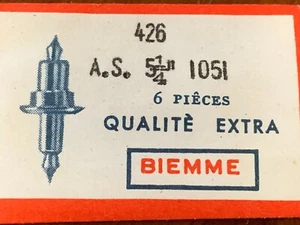 426
A.S. 5¼''' 1051
6 PIÈCES
QUALITÈ EXTRA
BIEMME